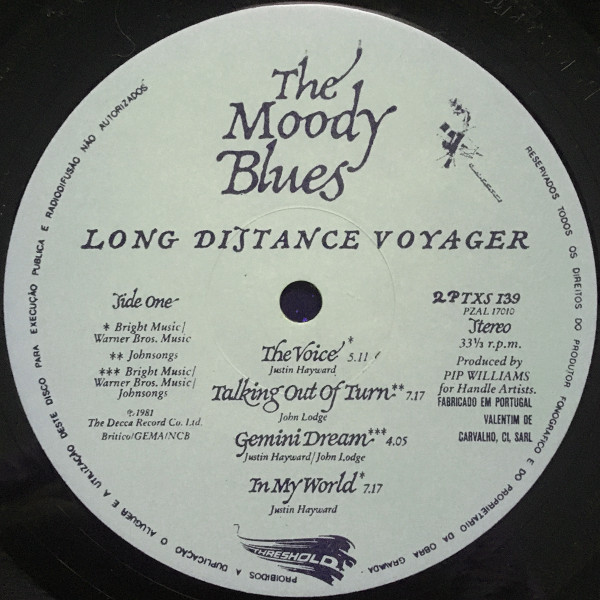 The
Moody
Blues
LONG DISTANCE VOYAGER
Side One
* Bright Music/
Warner Bros. Music
** Johnsongs
*** Bright Music/
Warner Bros. Music/
Johnsongs
℗ 1981
The Decca Record Co. Ltd.
Britico/GEMA/NCB
The Voice* 5.11
Justin Hayward
Talking Out Of Turn** 7.17
John Lodge
Gemini Dream*** 4.05
Justin Hayward/John Lodge
In My World* 7.17
Justin Hayward
LP TXS 139
PZAL 17010
Stereo
33⅓ r.p.m.
Produced by
PIP WILLIAMS
for Handle Artists.
FABRICADO EM PORTUGAL
VALENTIM DE
CARVALHO, CI, SARL
THRESHOLD
RESERVADOS TODOS OS DIREITOS DO PRODUTOR FONOGRÁFICO E DO PROPRIETARIO DA OBRA GRAVADA
PROIBIDOS A DUPLICAÇÃO O ALUGUER E A UTILIZAÇÃO DESTE DISCO PARA EXECUÇÃO PUBLICA E RADIODIFUSÃO NÃO AUTORIZADOS